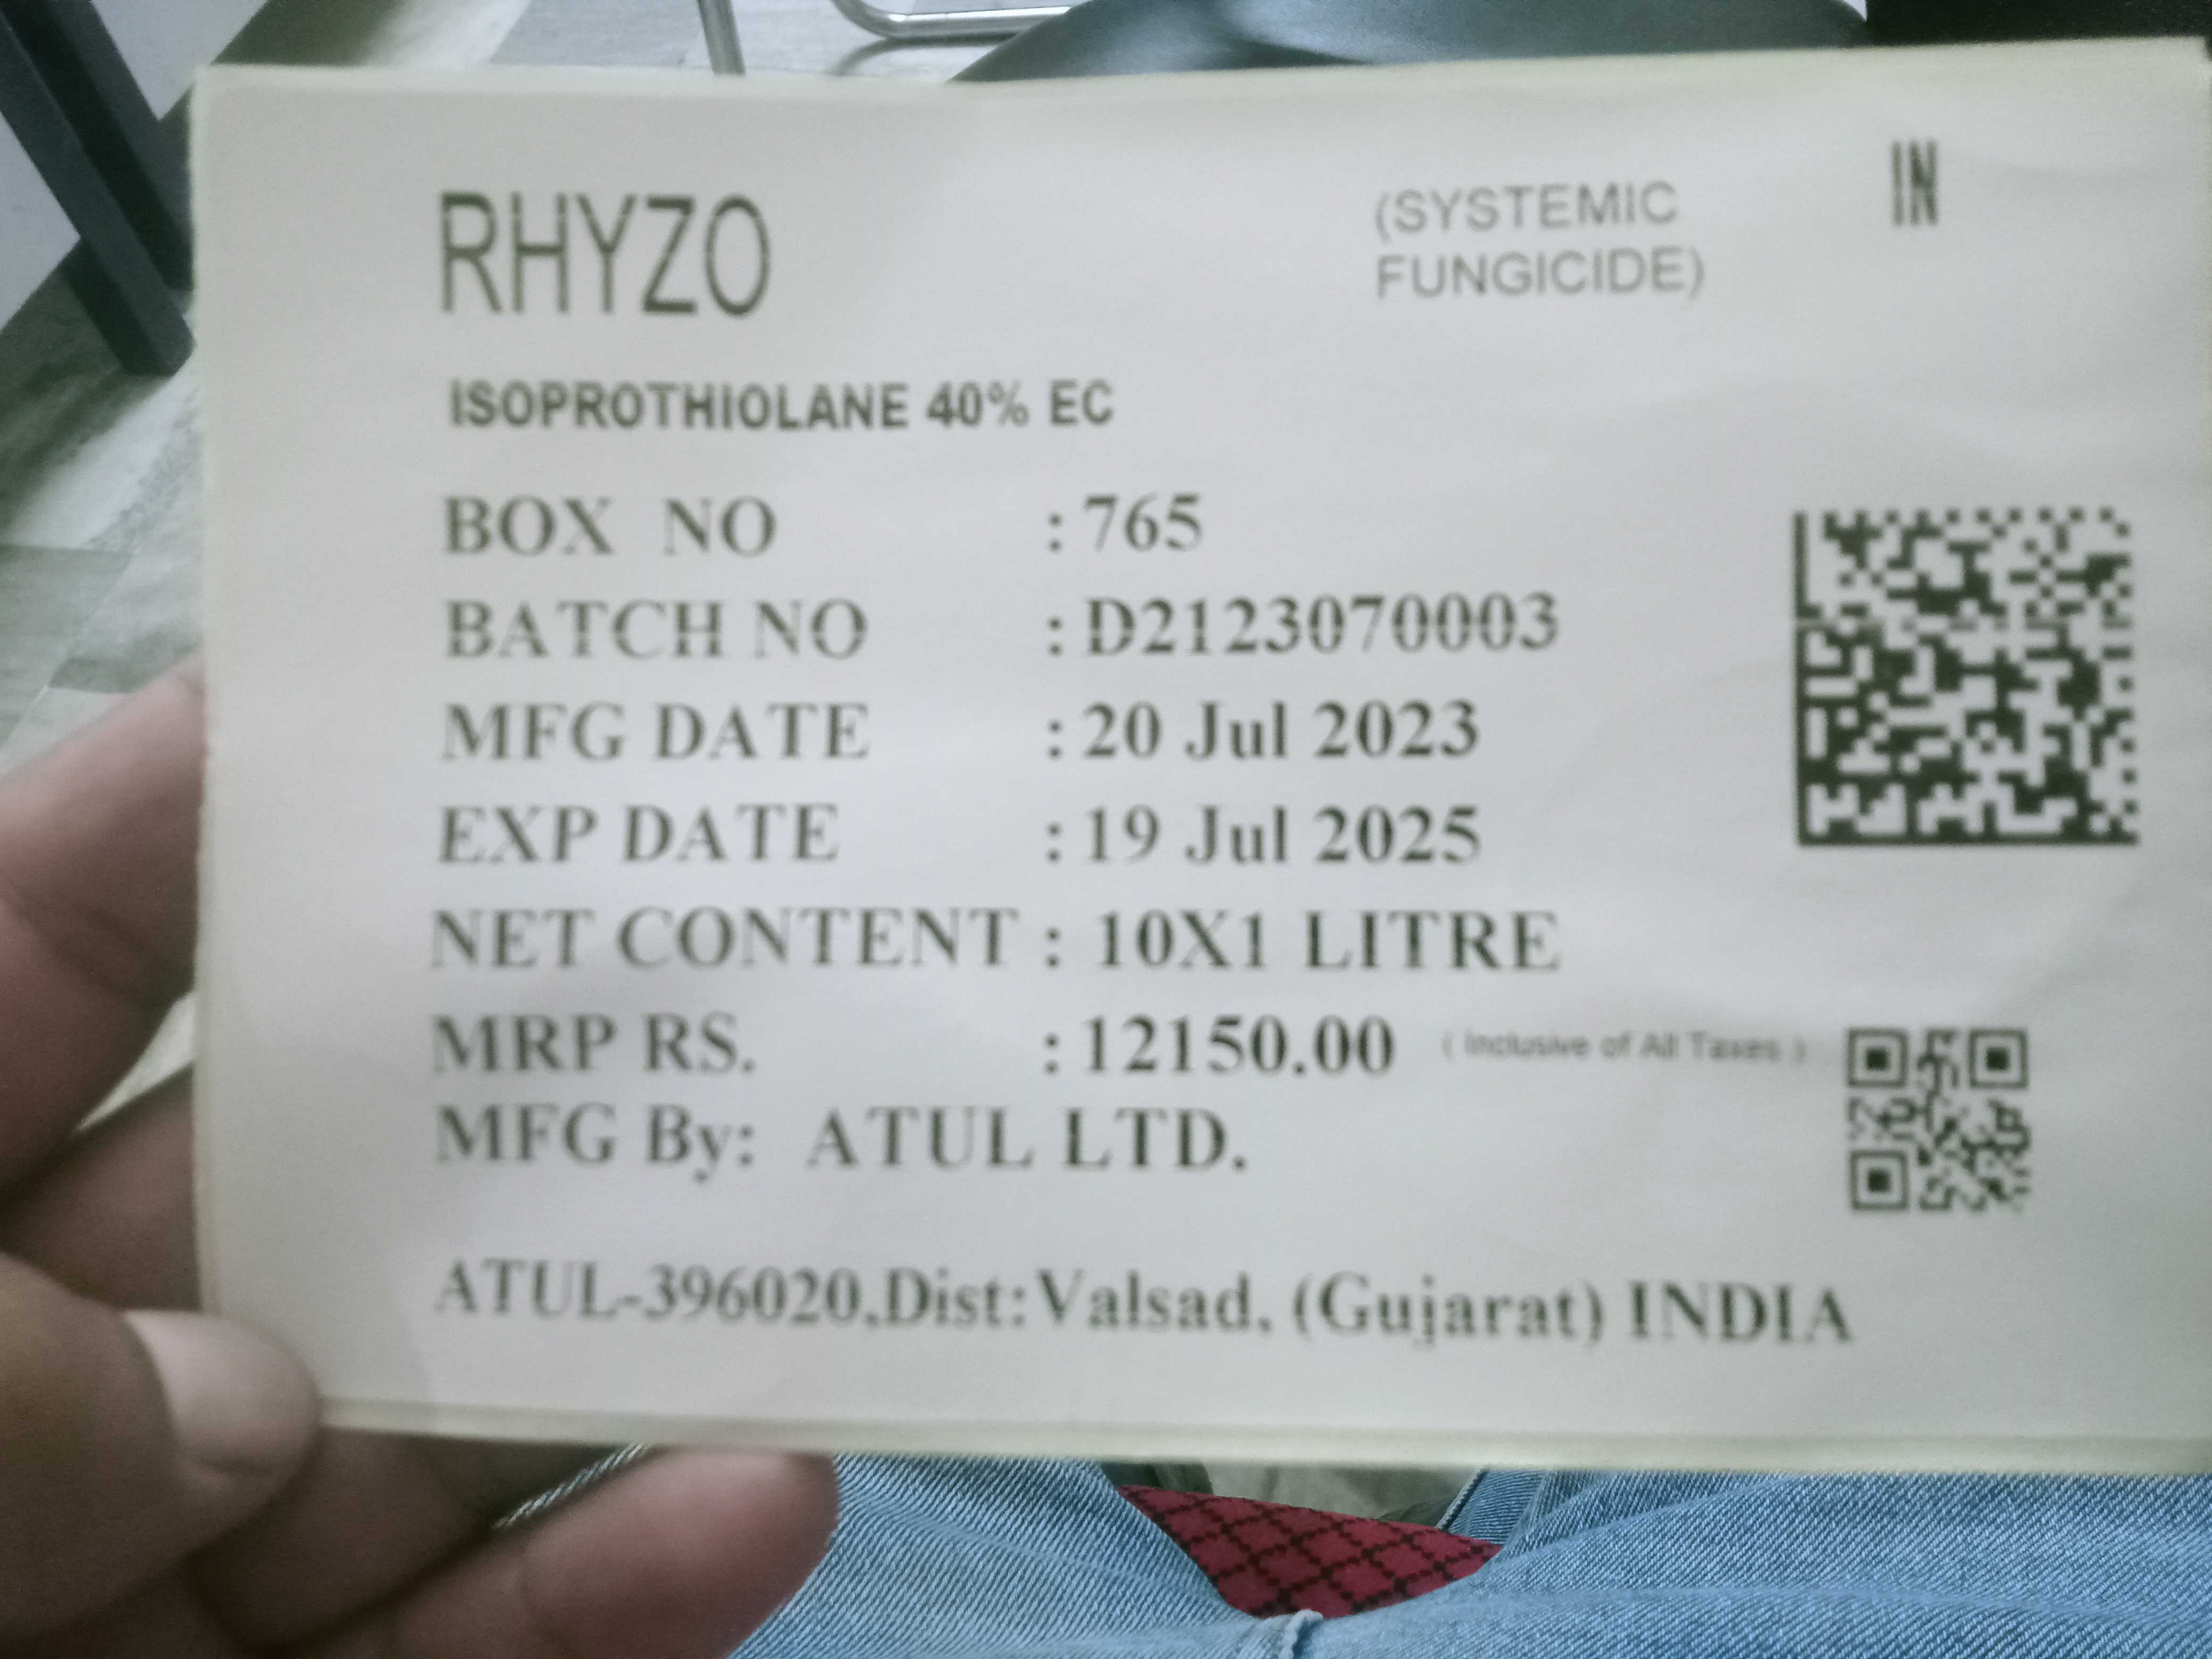 RHYZO
(SYSTEMIC
FUNGICIDE)
IN
ISOPROTHIOLANE 40% EC
BOX NO : 765
BATCH NO : D2123070003
MFG DATE : 20 Jul 2023
EXP DATE : 19 Jul 2025
NET CONTENT : 10X1 LITRE
MRP RS. : 12150.00 ( Inclusive of All Taxes )
MFG By: ATUL LTD.
ATUL-396020,Dist:Valsad, (Gujarat) INDIA